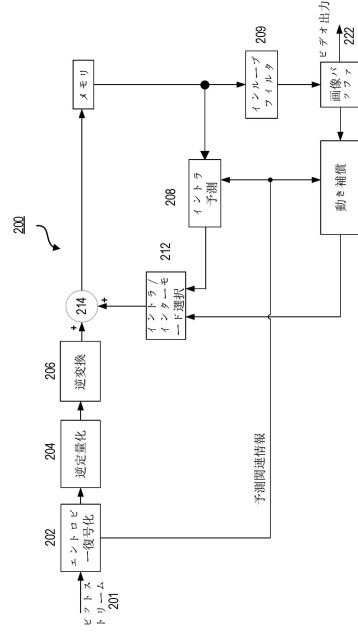 200
ビットス
トリーム
201
202
エントロピ
ー復号化
204
逆定量化
206
逆変換
214
+
+
メモリ
212
イントラ/
インターモ
ード選択
208
イントラ
予測
209
インループ
フィルタ
画像バ
ッファ
ビデオ出力
222
動き補償
予測関連情報